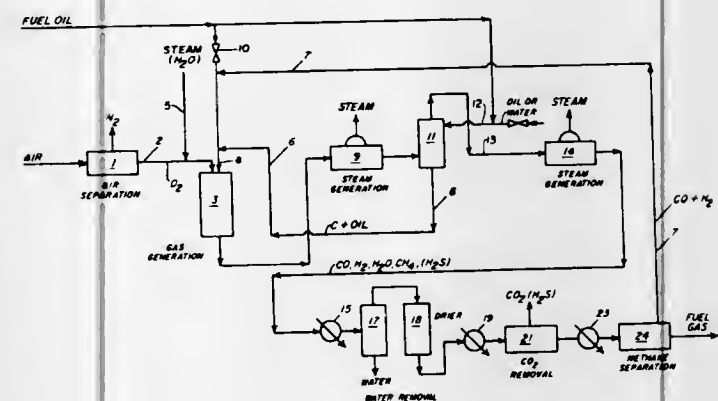 FUEL OIL
10
STEAM
(H₂O)
7
N₂
5
2
AIR
1
O₂
AIR
SEPARATION
8
3
GAS
GENERATION
6
C + OIL
STEAM
9
STEAM
GENERATION
11
6
12
OIL OR
WATER
13
STEAM
14
STEAM
GENERATION
CO + H₂
7
CO, H₂, H₂O, CH₄, (H₂S)
15
17
WATER
18
DRIER
WATER REMOVAL
19
CO₂ (H₂S)
21
CO₂
REMOVAL
23
24
METHANE
SEPARATION
FUEL
GAS